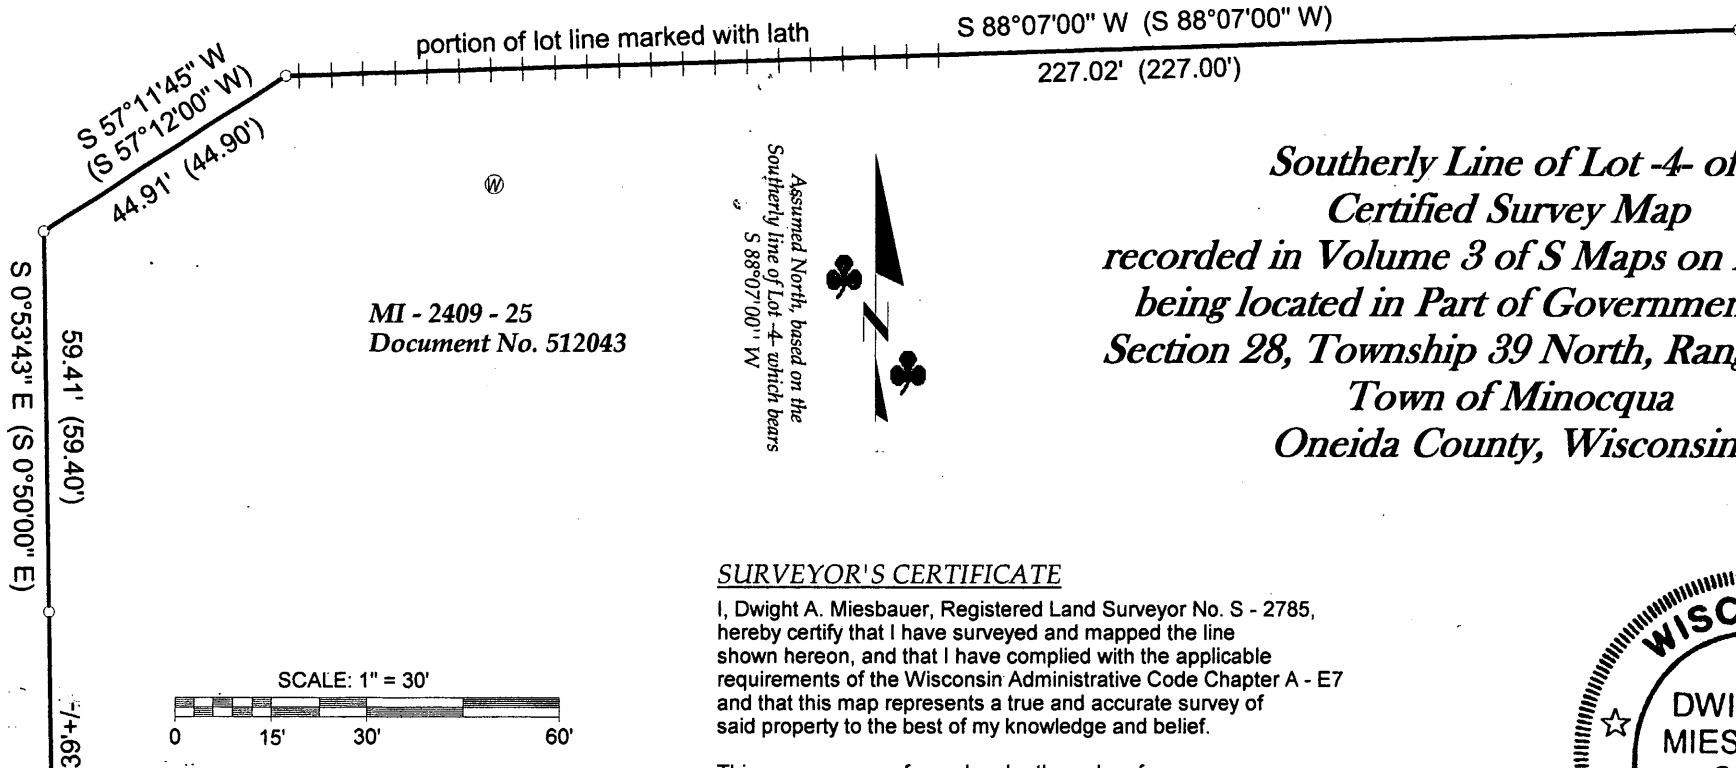 portion of lot line marked with lath
S 88°07'00" W (S 88°07'00" W)
227.02' (227.00')
S 57°11'45" W
(S 57°12'00" W)
44.91' (44.90')
W
S 0°53'43" E (S 0°50'00" E)
59.41' (59.40')
MI - 2409 - 25
Document No. 512043
Assumed North, based on the
Southerly line of Lot -4- which bears
S 88°07'00" W
N
Southerly Line of Lot -4- of
Certified Survey Map
recorded in Volume 3 of S Maps on
being located in Part of
Section 28, Township 39 North,
Town of Minocqua
Oneida County, Wisconsin
SURVEYOR'S CERTIFICATE
I, Dwight A. Miesbauer, Registered Land Surveyor No. S - 2785,
hereby certify that I have surveyed and mapped the line
shown hereon, and that I have complied with the applicable
requirements of the Wisconsin Administrative Code Chapter A - E7
and that this map represents a true and accurate survey of
said property to the best of my knowledge and belief.
SCALE: 1" = 30'
0 15' 30' 60'
WISC
DWI
MIES